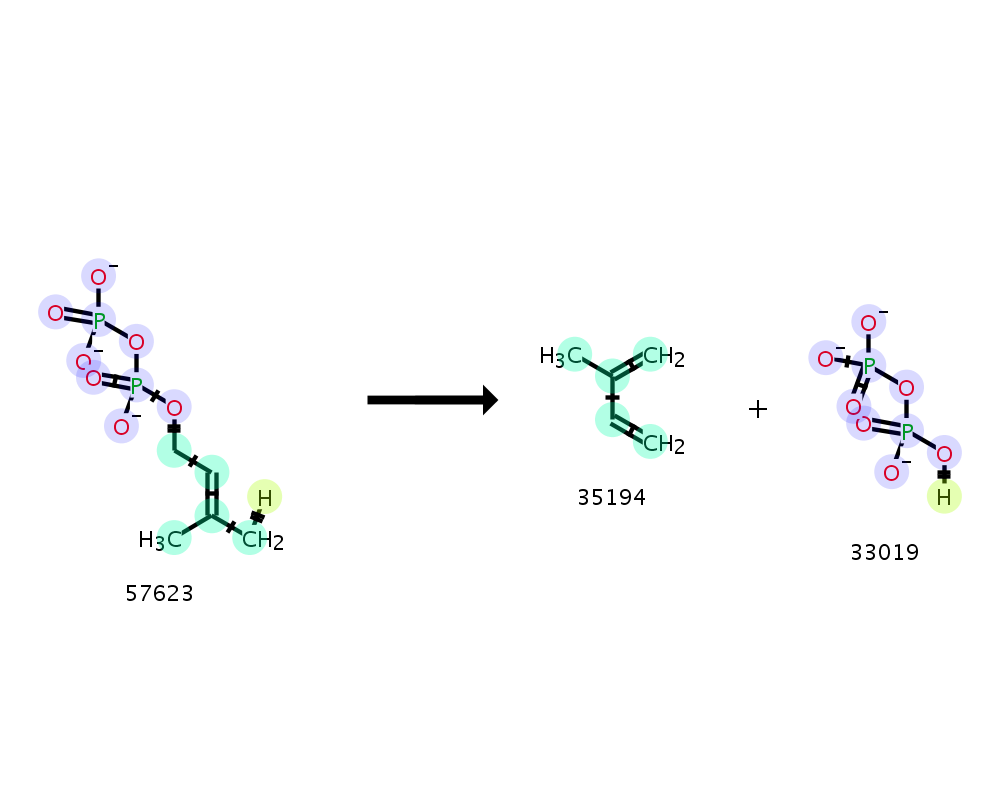 O⁻
O P O
O⁻
O P O
O⁻
H
H₃C CH₂
57623
H₃C CH₂
CH₂
35194
+
O⁻
O⁻ P O
O
O P O
O⁻
H
33019